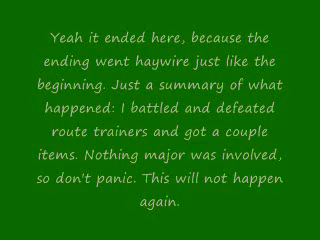 Yeah it ended here, because the
ending went haywire just like the
beginning. Just a summary of what
happened: I battled and defeated
route trainers and got a couple
items. Nothing major was involved,
so don't panic. This will not happen
again.